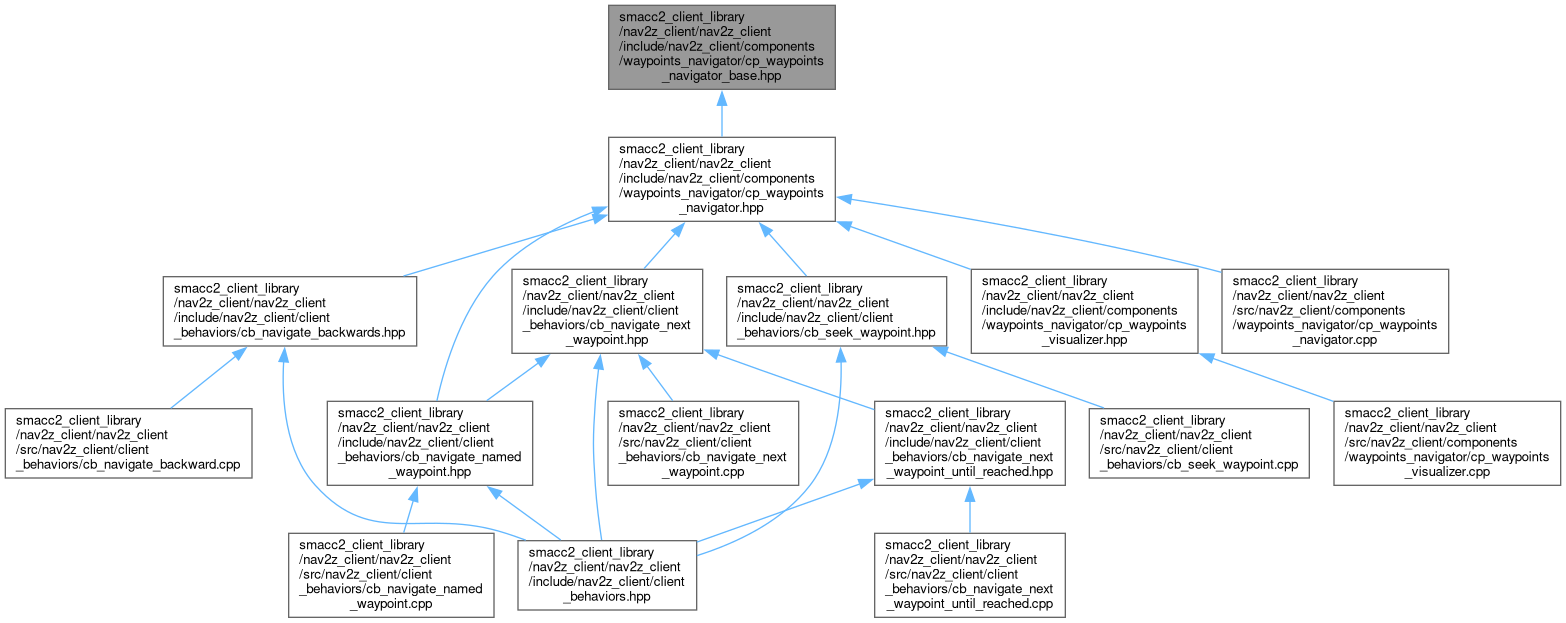 smacc2_client_library
/nav2z_client/nav2z_client
/include/nav2z_client/components
/waypoints_navigator/cp_waypoints
_navigator_base.hpp
smacc2_client_library
/nav2z_client/nav2z_client
/include/nav2z_client/components
/waypoints_navigator/cp_waypoints
_navigator.hpp
smacc2_client_library
/nav2z_client/nav2z_client
/include/nav2z_client/client
_behaviors/cb_navigate_backwards.hpp
smacc2_client_library
/nav2z_client/nav2z_client
/include/nav2z_client/client
_behaviors/cb_navigate_next
_waypoint.hpp
smacc2_client_library
/nav2z_client/nav2z_client
/include/nav2z_client/client
_behaviors/cb_seek_waypoint.hpp
smacc2_client_library
/nav2z_client/nav2z_client
/include/nav2z_client/components
/waypoints_navigator/cp_waypoints
_visualizer.hpp
smacc2_client_library
/nav2z_client/nav2z_client
/src/nav2z_client/components
/waypoints_navigator/cp_waypoints
_navigator.cpp
smacc2_client_library
/nav2z_client/nav2z_client
/src/nav2z_client/client
_behaviors/cb_navigate_backward.cpp
smacc2_client_library
/nav2z_client/nav2z_client
/include/nav2z_client/client
_behaviors/cb_navigate_named
_waypoint.hpp
smacc2_client_library
/nav2z_client/nav2z_client
/src/nav2z_client/client
_behaviors/cb_navigate_next
_waypoint.cpp
smacc2_client_library
/nav2z_client/nav2z_client
/include/nav2z_client/client
_behaviors/cb_navigate_next
_waypoint_until_reached.hpp
smacc2_client_library
/nav2z_client/nav2z_client
/src/nav2z_client/client
_behaviors/cb_seek_waypoint.cpp
smacc2_client_library
/nav2z_client/nav2z_client
/src/nav2z_client/components
/waypoints_navigator/cp_waypoints
_visualizer.cpp
smacc2_client_library
/nav2z_client/nav2z_client
/src/nav2z_client/client
_behaviors/cb_navigate_named
_waypoint.cpp
smacc2_client_library
/nav2z_client/nav2z_client
/include/nav2z_client/client
_behaviors.hpp
smacc2_client_library
/nav2z_client/nav2z_client
/src/nav2z_client/client
_behaviors/cb_navigate_next
_waypoint_until_reached.cpp